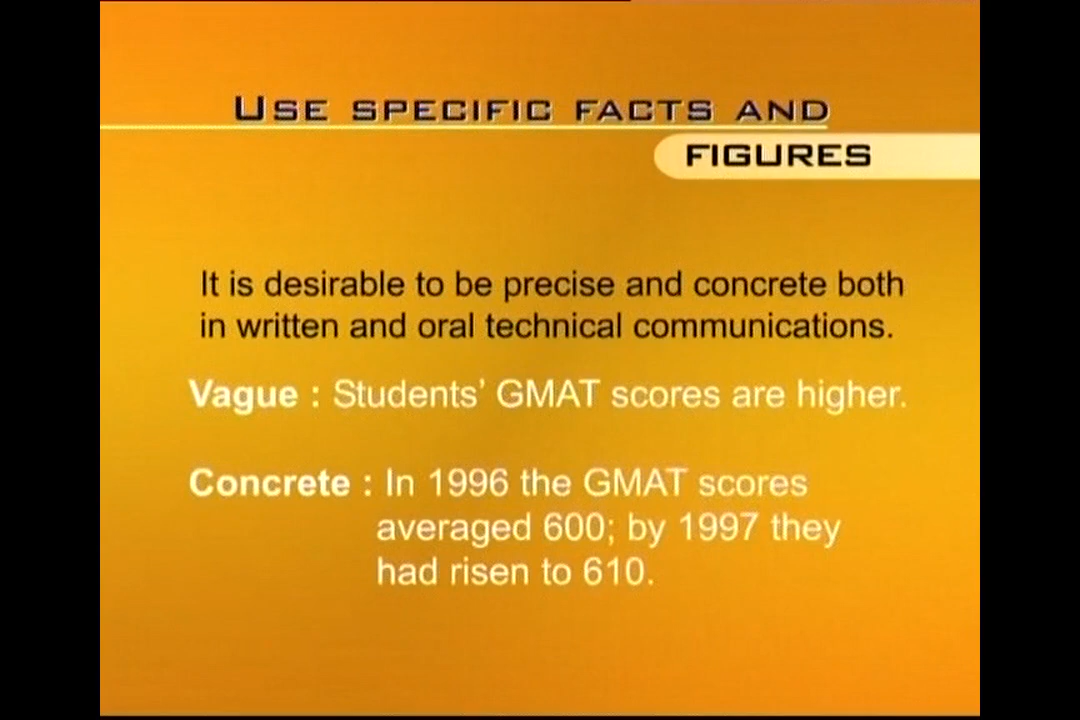 USE SPECIFIC FACTS AND
FIGURES
It is desirable to be precise and concrete both
in written and oral technical communications.
Vague : Students’ GMAT scores are higher.
Concrete : In 1996 the GMAT scores
averaged 600; by 1997 they
had risen to 610.